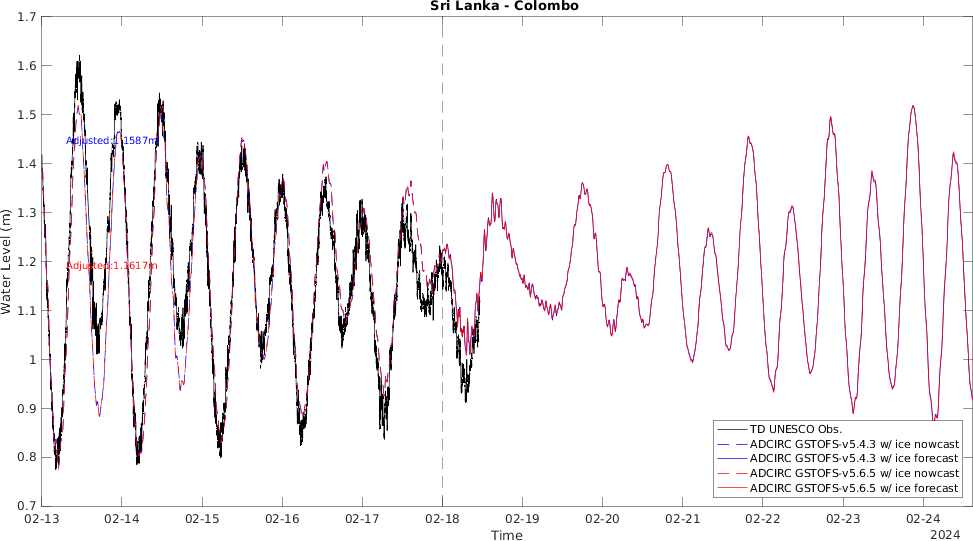 Sri Lanka - Colombo
1.7
1.6
1.5
1.4
1.3
1.2
1.1
1
0.9
0.8
0.7
Water Level (m)
Adjusted:1.1587m
Adjusted:1.1617m
TD UNESCO Obs.
ADCIRC GSTOFS-v5.4.3 w/ ice nowcast
ADCIRC GSTOFS-v5.4.3 w/ ice forecast
ADCIRC GSTOFS-v5.6.5 w/ ice nowcast
ADCIRC GSTOFS-v5.6.5 w/ ice forecast
02-13 02-14 02-15 02-16 02-17 02-18 02-19 02-20 02-21 02-22 02-23 02-24
2024
Time